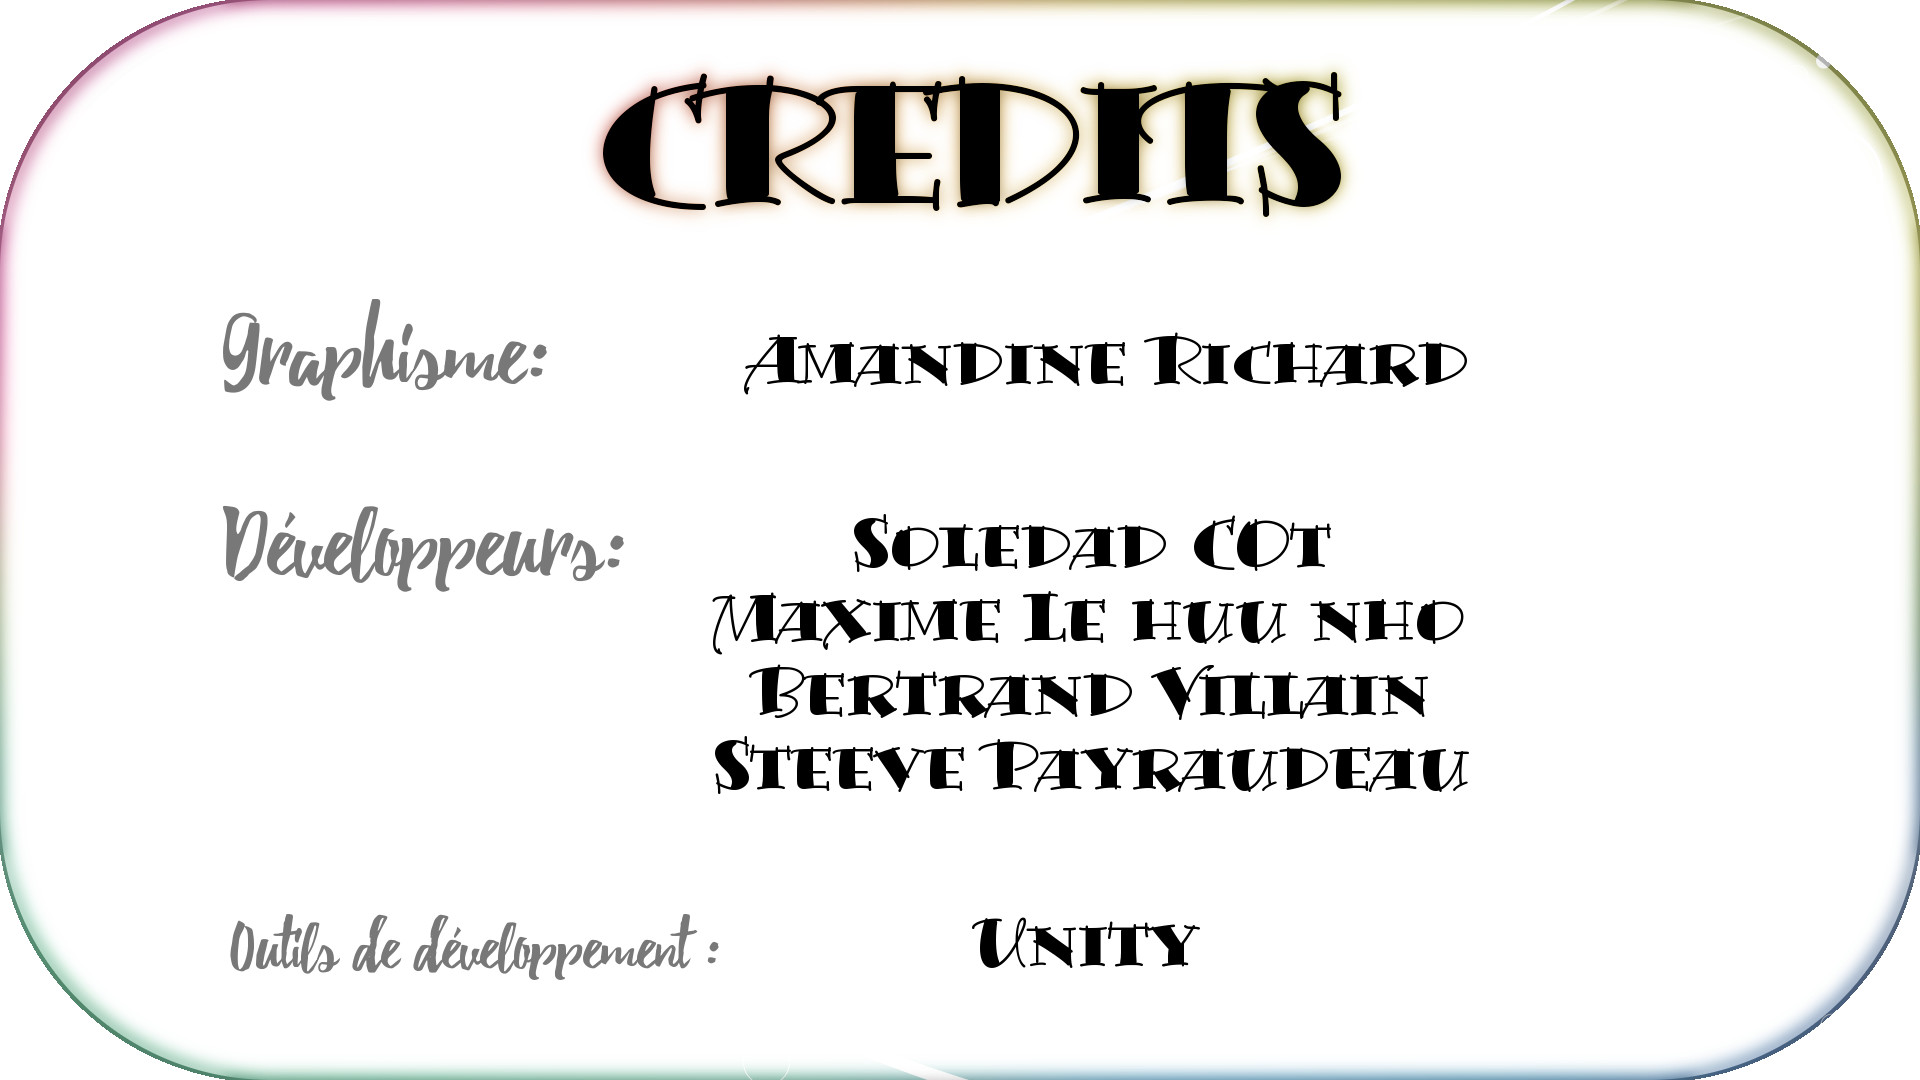 CREDITS
Graphisme: Amandine Richard
Développeurs: Soledad COT
Maxime Le huu nho
Bertrand Villain
Steeve Payraudeau
Outils de développement : Unity